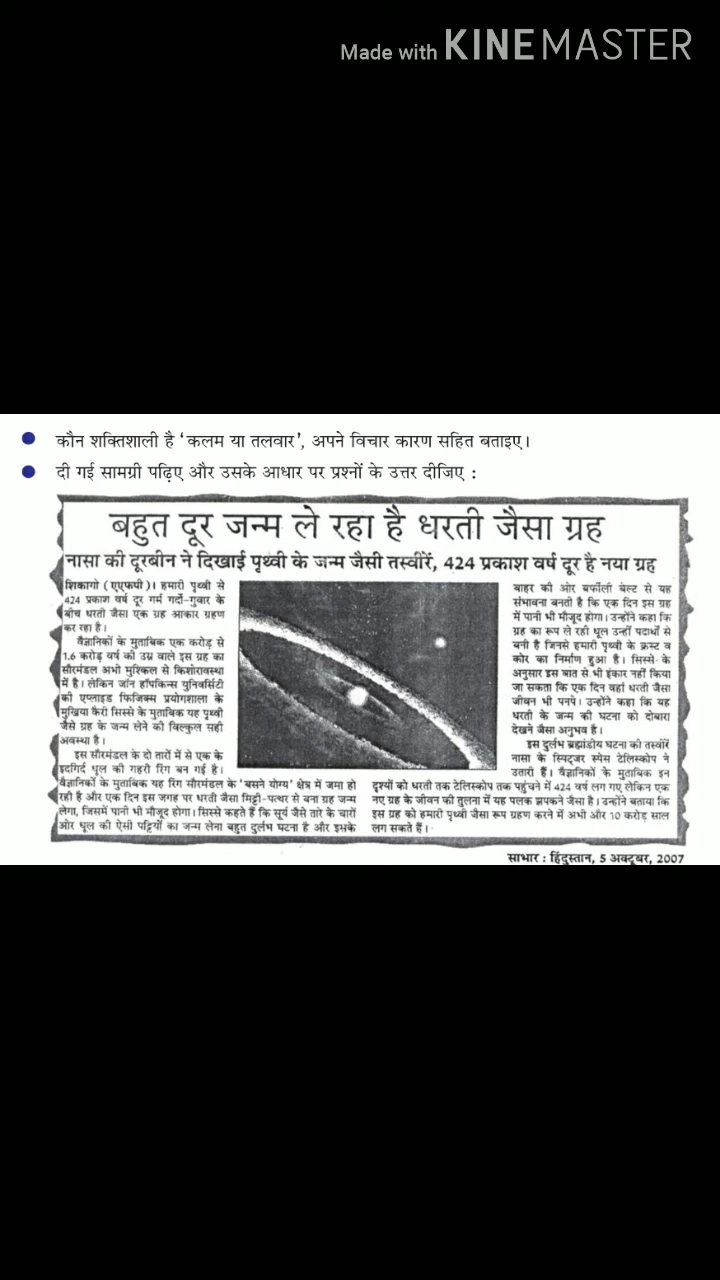 Made with KINEMASTER
● कौन शक्तिशाली है ‘कलम या तलवार’, अपने विचार कारण सहित बताइए।
● दी गई सामग्री पढ़िए और उसके आधार पर प्रश्नों के उत्तर दीजिए :
बहुत दूर जन्म ले रहा है धरती जैसा ग्रह
नासा की दूरबीन ने दिखाई पृथ्वी के जन्म जैसी तस्वीरें, 424 प्रकाश वर्ष दूर है नया ग्रह
शिकागो (एएफपी)। हमारी पृथ्वी से
424 प्रकाश वर्ष दूर गर्म गर्दो-गुवार के
बीच धरती जैसा एक ग्रह आकार ग्रहण
कर रहा है।
वैज्ञानिकों के मुताबिक एक करोड़ से
1.6 करोड़ वर्ष की उम्र वाले इस ग्रह का
सौरमंडल अभी मुश्किल से किशोरावस्था
में है। लेकिन जॉन हॉपकिन्स युनिवर्सिटी
की एप्लाइड फिजिक्स प्रयोगशाला के
मुखिया कैरी सिस्से के मुताबिक यह पृथ्वी
जैसे ग्रह के जन्म लेने की बिल्कुल सही
अवस्था है।
इस सौरमंडल के दो तारों में से एक के
इदगिर्द धूल की गहरी रिंग बन गई है।
वैज्ञानिकों के मुताबिक यह रिंग सौरमंडल के ‘बसने योग्य’ क्षेत्र में जमा हो
रही है और एक दिन इस जगह पर धरती जैसा मिट्टी-पत्थर से बना ग्रह जन्म
लेगा, जिसमें पानी भी मौजूद होगा। सिस्से कहते हैं कि सूर्य जैसे तारे के चारों
ओर धूल की ऐसी पट्टियों का जन्म लेना बहुत दुर्लभ घटना है और इसके
बाहर की ओर बर्फीली बेल्ट से यह
संभावना बनती है कि एक दिन इस ग्रह
में पानी भी मौजूद होगा। उन्होंने कहा कि
ग्रह का रूप ले रही धूल उन्हीं पदार्थों से
बनी है जिनसे हमारी पृथ्वी के क्रस्ट व
कोर का निर्माण हुआ है। सिस्से के
अनुसार इस बात से भी इंकार नहीं किया
जा सकता कि एक दिन वहां धरती जैसा
जीवन भी पनपे। उन्होंने कहा कि यह
धरती के जन्म की घटना को दोबारा
देखने जैसा अनुभव है।
इस दुर्लभ ब्रह्मांडीय घटना की तस्वीरें
नासा के स्पिट्जर स्पेस टेलिस्कोप ने
उतारी हैं। वैज्ञानिकों के मुताबिक इन
दृश्यों को धरती तक टेलिस्कोप तक पहुंचने में 424 वर्ष लग गए लेकिन एक
नए ग्रह के जीवन की तुलना में यह पलक झपकने जैसा है। उन्होंने बताया कि
इस ग्रह को हमारी पृथ्वी जैसा रूप ग्रहण करने में अभी और 10 करोड़ साल
लग सकते हैं।
साभार : हिंदुस्तान, 5 अक्टूबर, 2007